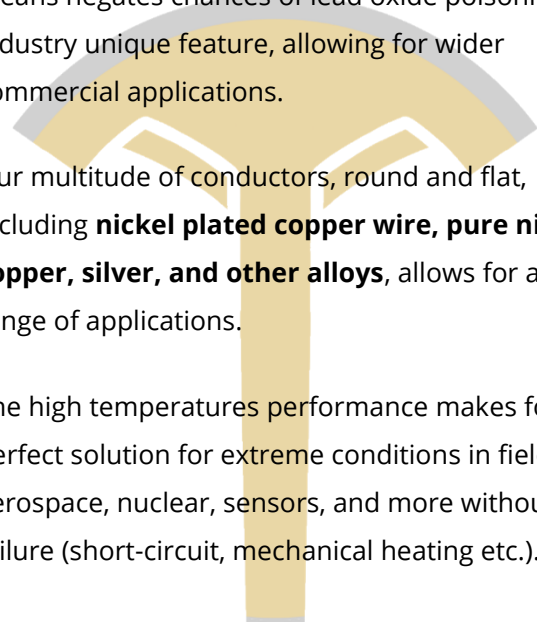 eans negates chances of lead oxide poisoni
dustry unique feature, allowing for wider
ommercial applications.
ur multitude of conductors, round and flat,
cluding nickel plated copper wire, pure ni
opper, silver, and other alloys, allows for a
nge of applications.
he high temperatures performance makes fo
erfect solution for extreme conditions in fiel
erospace, nuclear, sensors, and more withou
ilure (short-circuit, mechanical heating etc.).